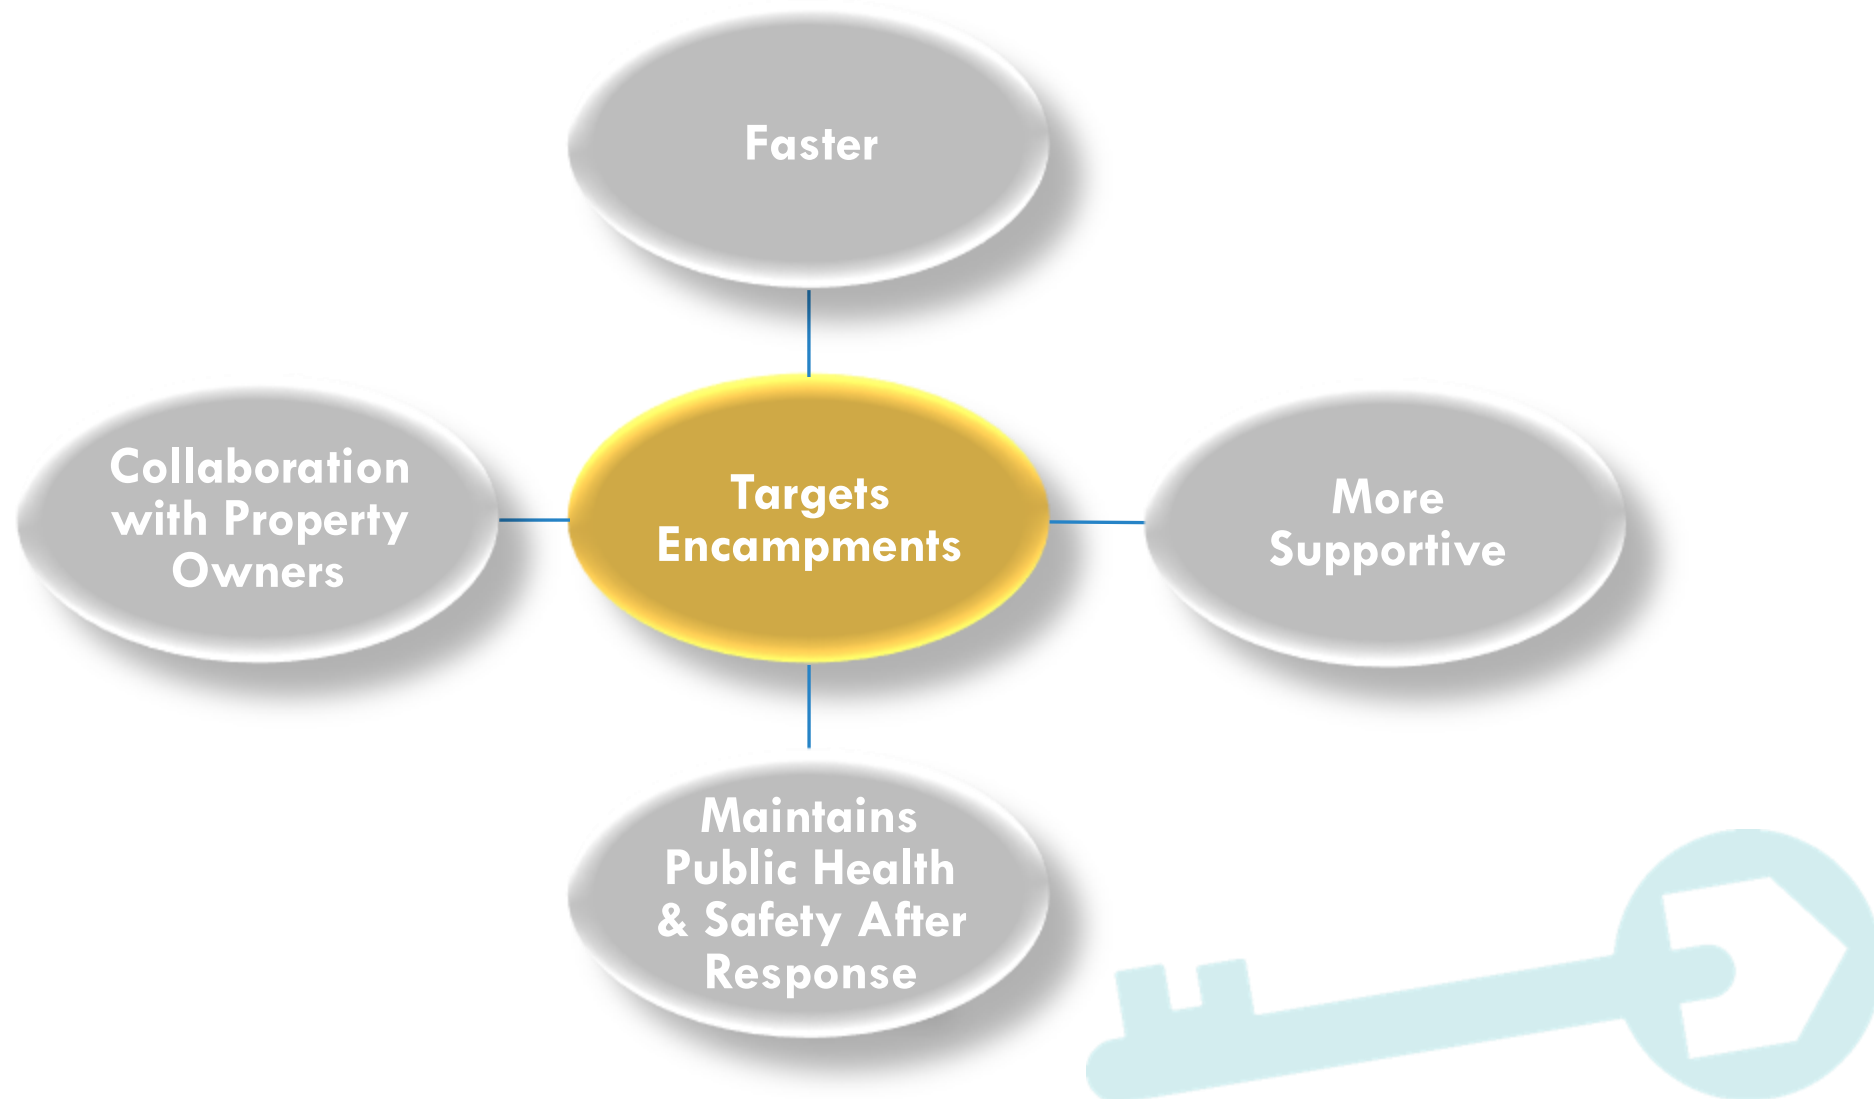 Faster
Collaboration
with Property
Owners
Targets
Encampments
More
Supportive
Maintains
Public Health
& Safety After
Response